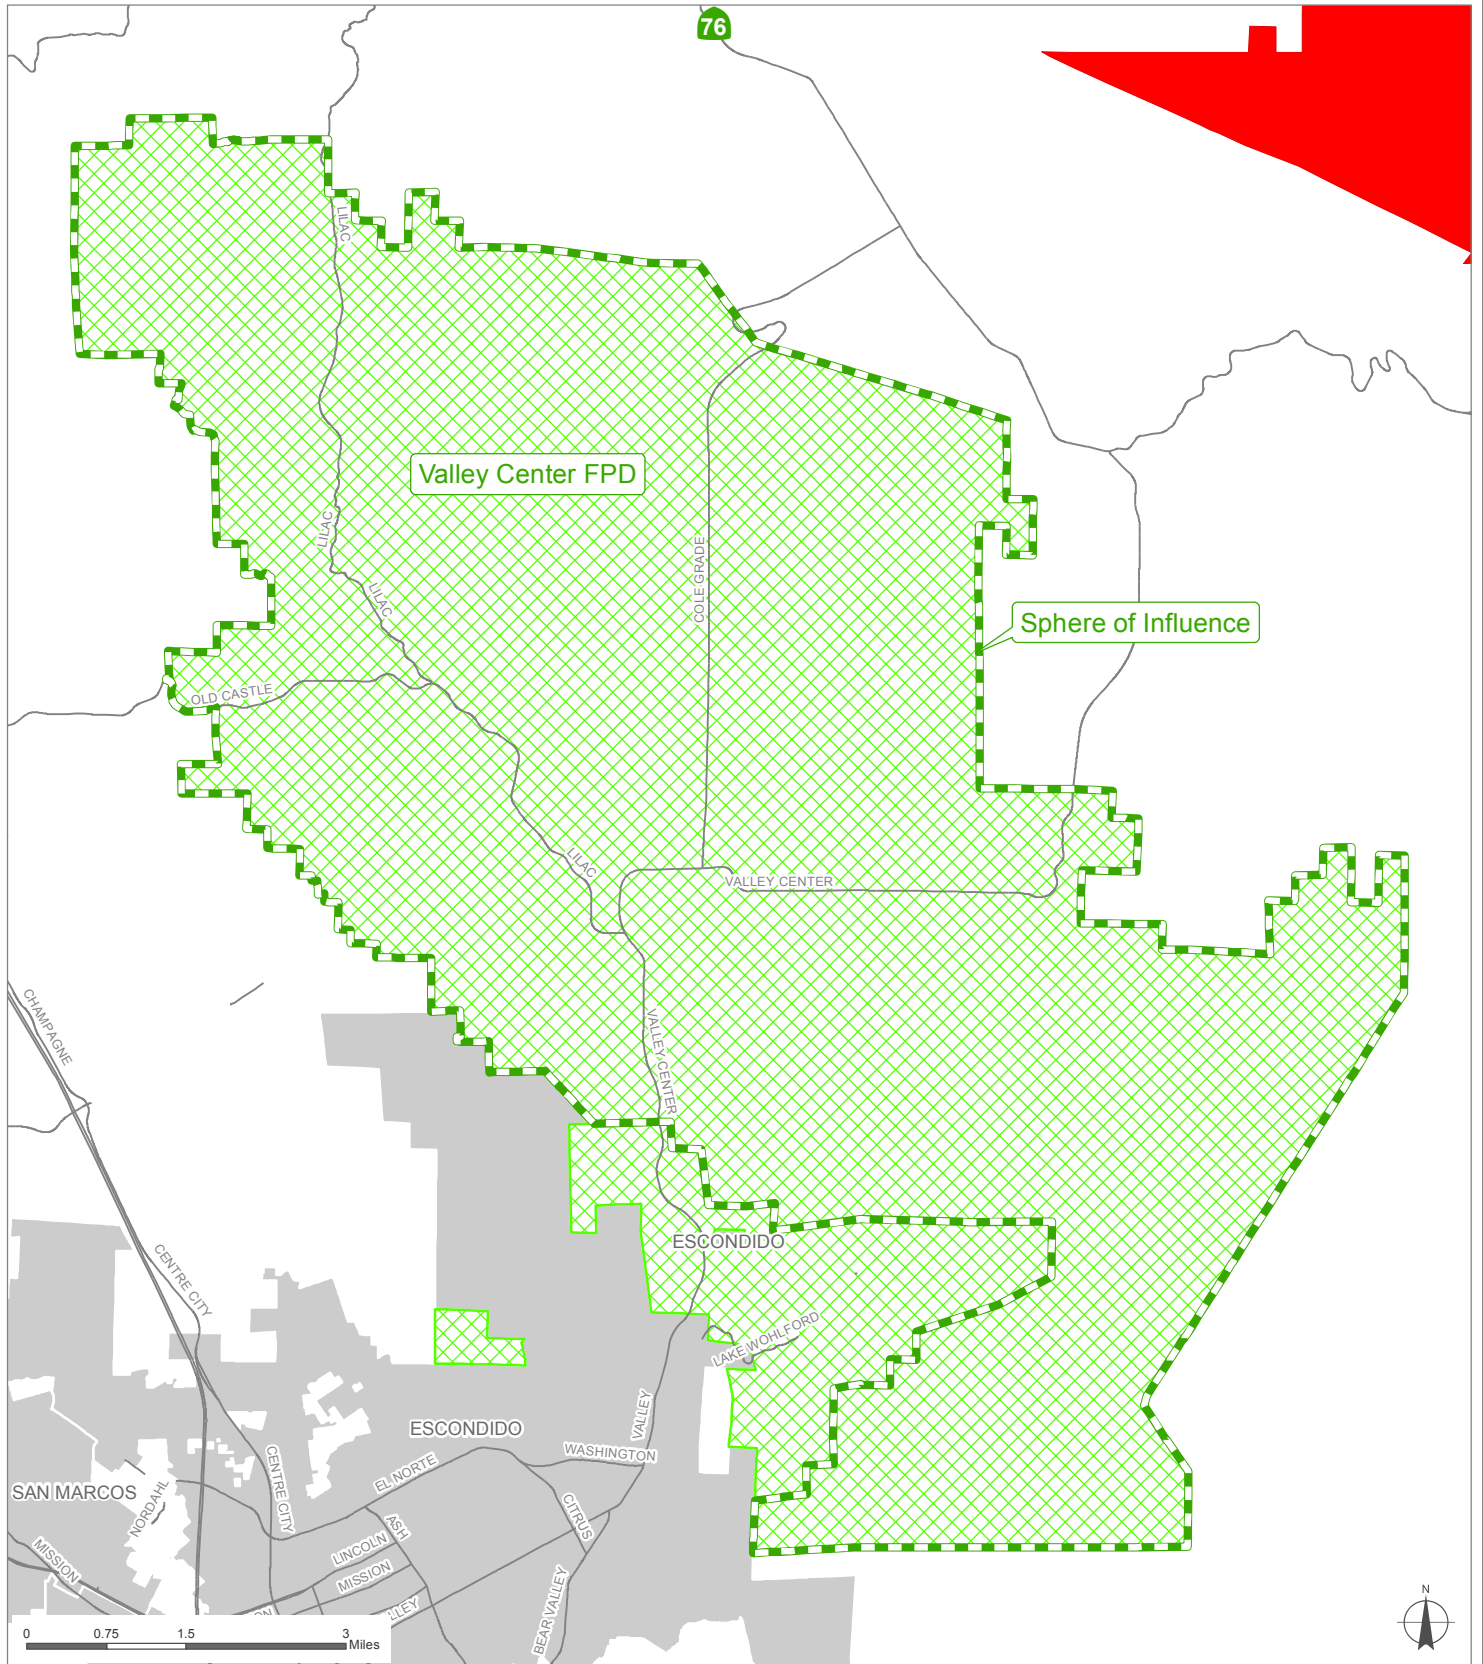 76
LILAC
Valley Center FPD
LILAC
COLE GRADE
LILAC
Sphere of Influence
OLD CASTLE
LILAC
VALLEY CENTER
CHAMPAGNE
VALLEY CENTER
ESCONDIDO
CENTRE CITY
LAKE WOHLFORD
VALLEY
ESCONDIDO
WASHINGTON
EL NORTE
CENTRE CITY
SAN MARCOS
NORDAHL
CITRUS
ASH
LINCOLN
MISSION
MISSION
ON
LLEY
BEAR VALLEY
N
0 0.75 1.5 3
Miles